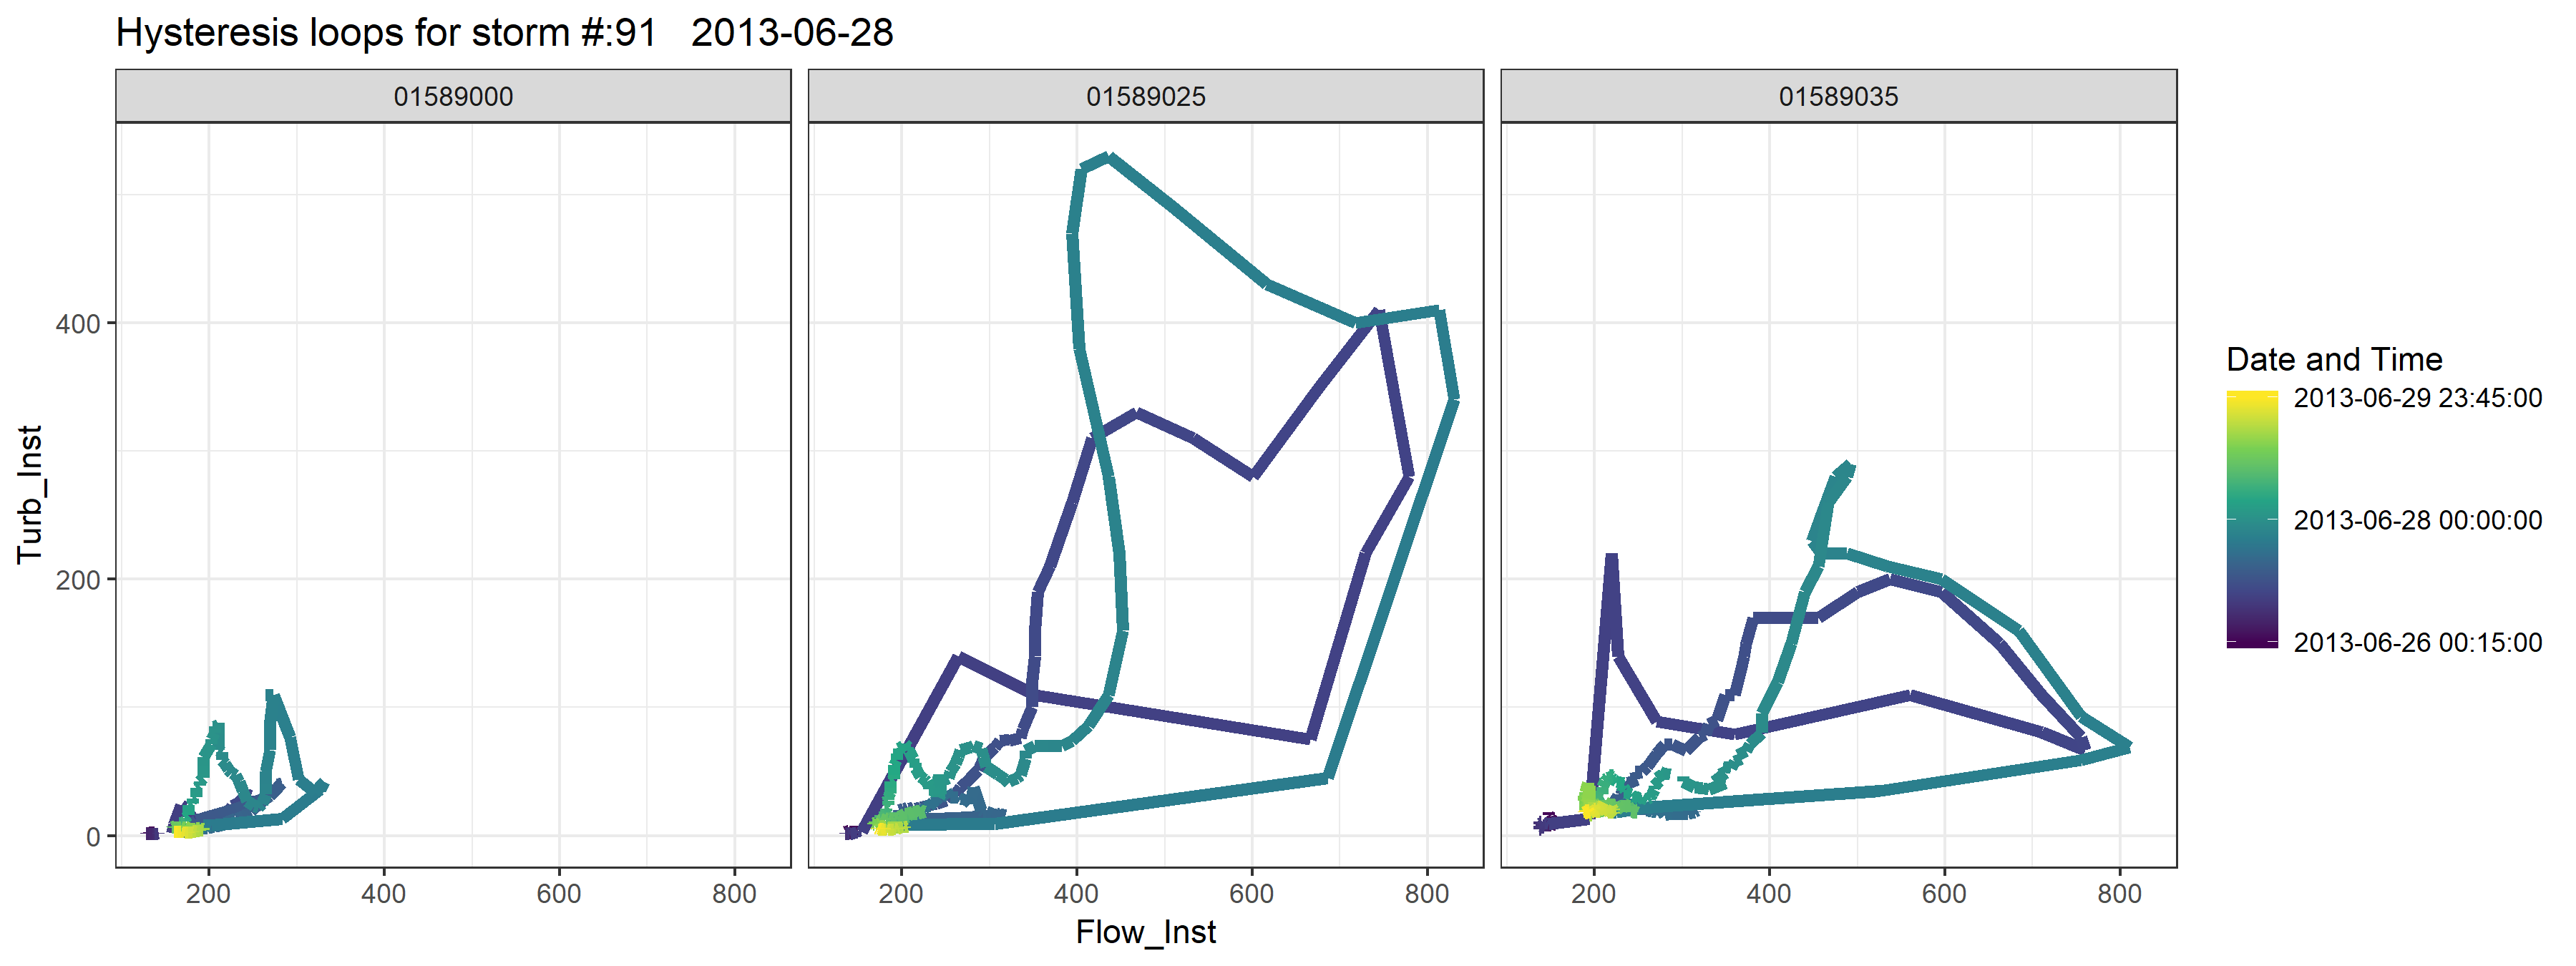 Hysteresis loops for storm #:91   2013-06-28
01589000 01589025 01589035
Turb_Inst
400
200
0
200 400 600 800 200 400 600 800 200 400 600 800
Flow_Inst
Date and Time
2013-06-29 23:45:00
2013-06-28 00:00:00
2013-06-26 00:15:00